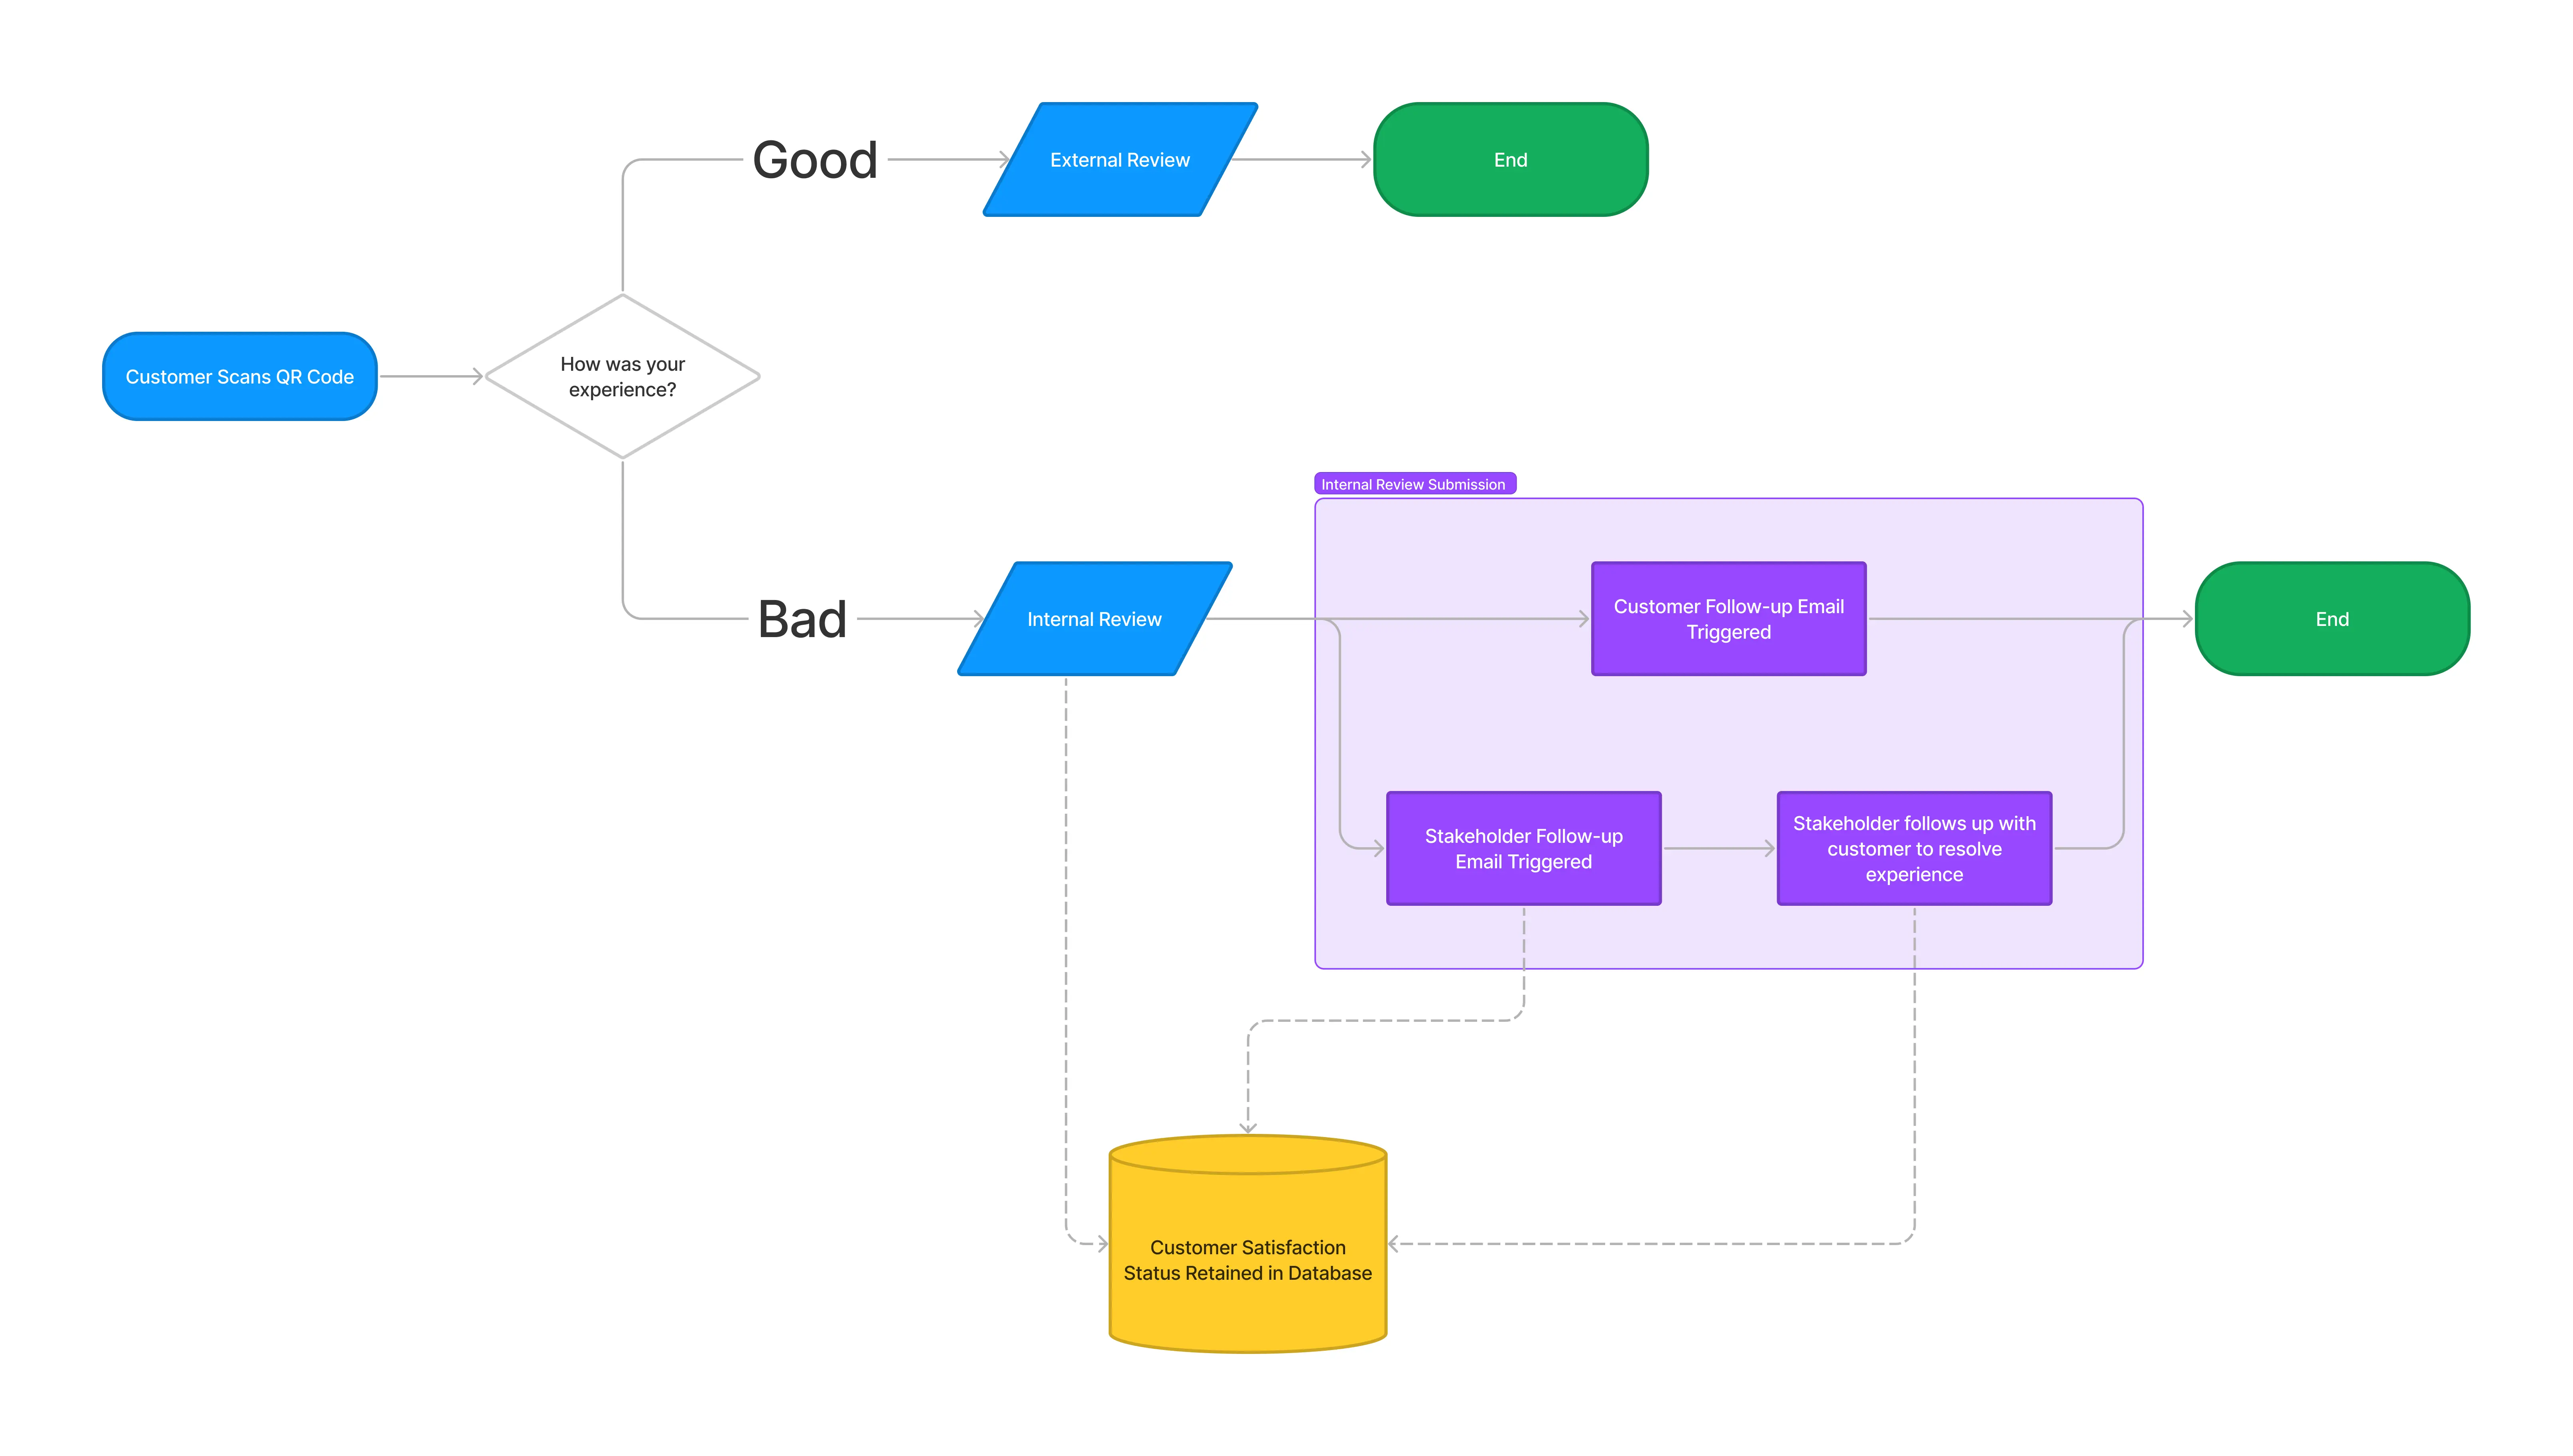 Good
External Review
End
Customer Scans QR Code
How was your
experience?
Internal Review Submission
Bad
Internal Review
Customer Follow-up Email
Triggered
End
Stakeholder Follow-up
Email Triggered
Stakeholder follows up with
customer to resolve
experience
Customer Satisfaction
Status Retained in Database